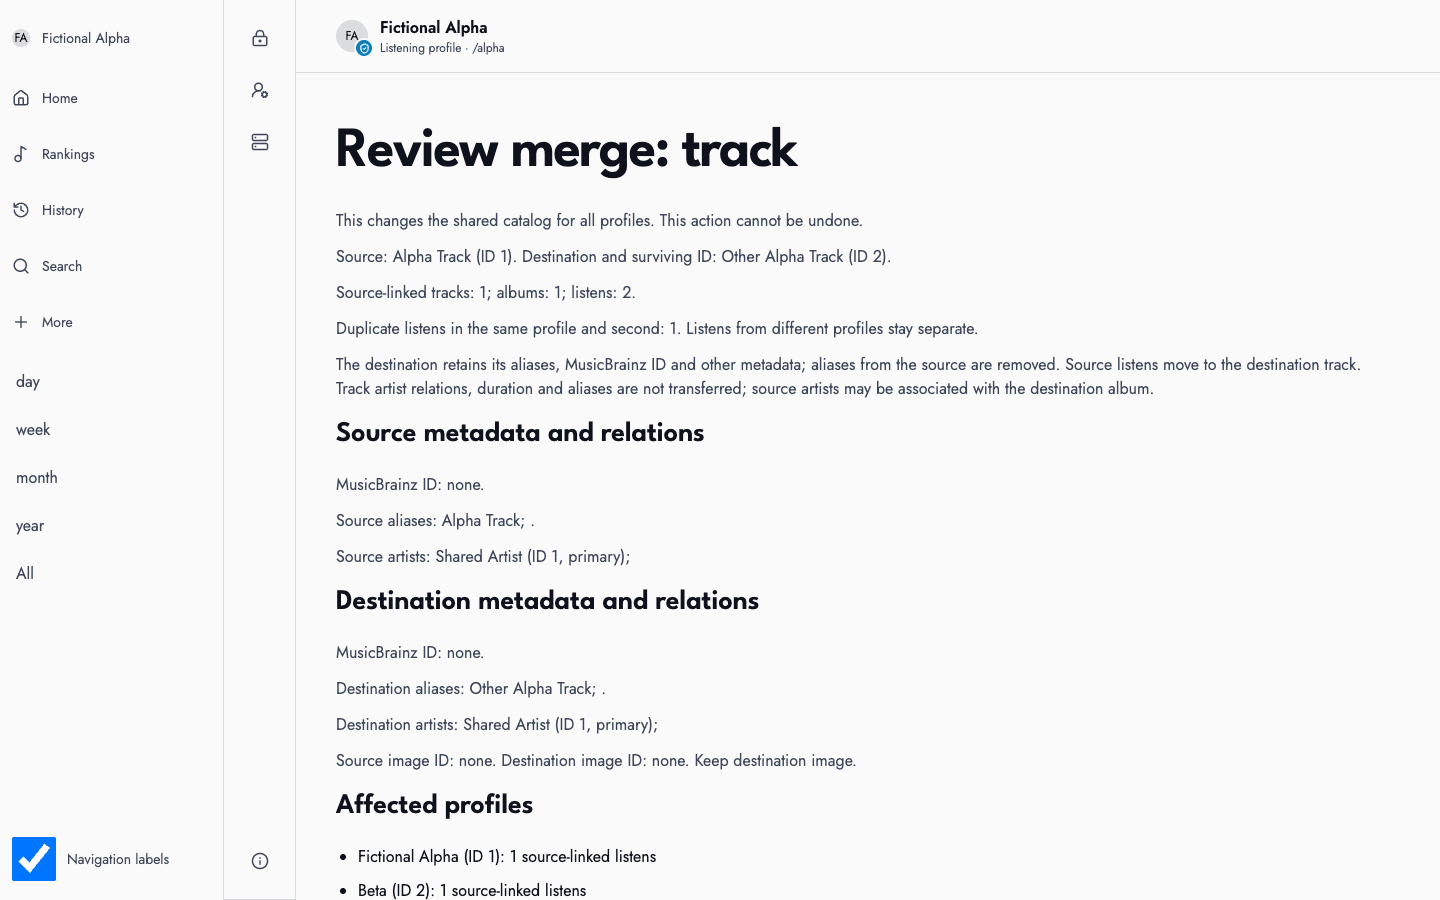 FA Fictional Alpha
Home
Rankings
History
Search
More
day
week
month
year
All
Navigation labels
FA
Fictional Alpha
Listening profile · /alpha
Review merge: track
This changes the shared catalog for all profiles. This action cannot be undone.
Source: Alpha Track (ID 1). Destination and surviving ID: Other Alpha Track (ID 2).
Source-linked tracks: 1; albums: 1; listens: 2.
Duplicate listens in the same profile and second: 1. Listens from different profiles stay separate.
The destination retains its aliases, MusicBrainz ID and other metadata; aliases from the source are removed. Source listens move to the destination track.
Track artist relations, duration and aliases are not transferred; source artists may be associated with the destination album.
Source metadata and relations
MusicBrainz ID: none.
Source aliases: Alpha Track; .
Source artists: Shared Artist (ID 1, primary);
Destination metadata and relations
MusicBrainz ID: none.
Destination aliases: Other Alpha Track; .
Destination artists: Shared Artist (ID 1, primary);
Source image ID: none. Destination image ID: none. Keep destination image.
Affected profiles
• Fictional Alpha (ID 1): 1 source-linked listens
• Beta (ID 2): 1 source-linked listens